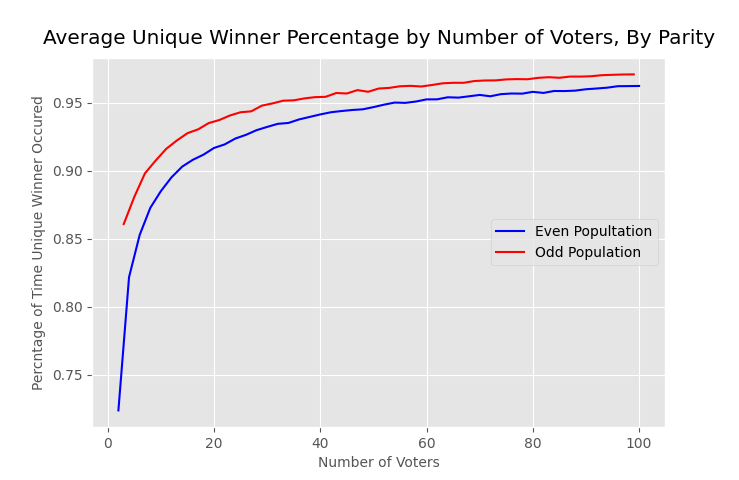 Average Unique Winner Percentage by Number of Voters, By Parity
Percntage of Time Unique Winner Occured
0.95
0.90
0.85
0.80
0.75
Even Popultation
Odd Population
0 20 40 60 80 100
Number of Voters